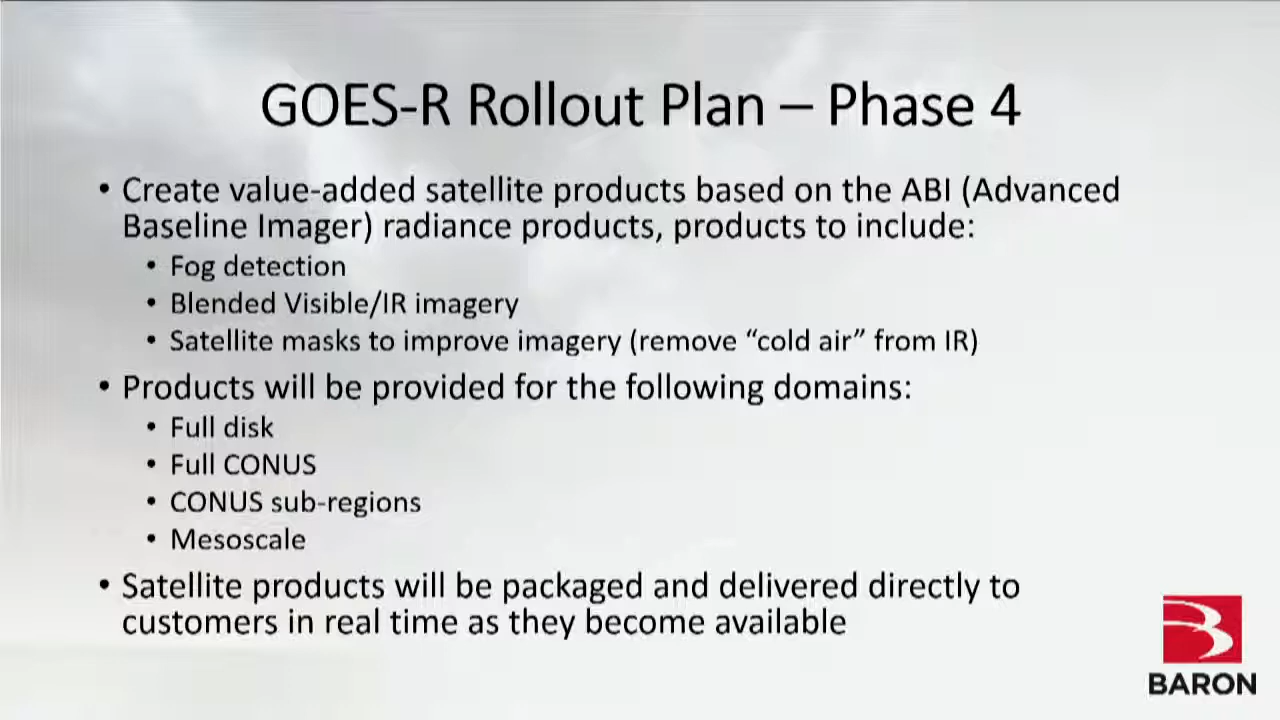 GOES-R Rollout Plan – Phase 4
• Create value-added satellite products based on the ABI (Advanced
Baseline Imager) radiance products, products to include:
• Fog detection
• Blended Visible/IR imagery
• Satellite masks to improve imagery (remove “cold air” from IR)
• Products will be provided for the following domains:
• Full disk
• Full CONUS
• CONUS sub-regions
• Mesoscale
• Satellite products will be packaged and delivered directly to
customers in real time as they become available
BARON